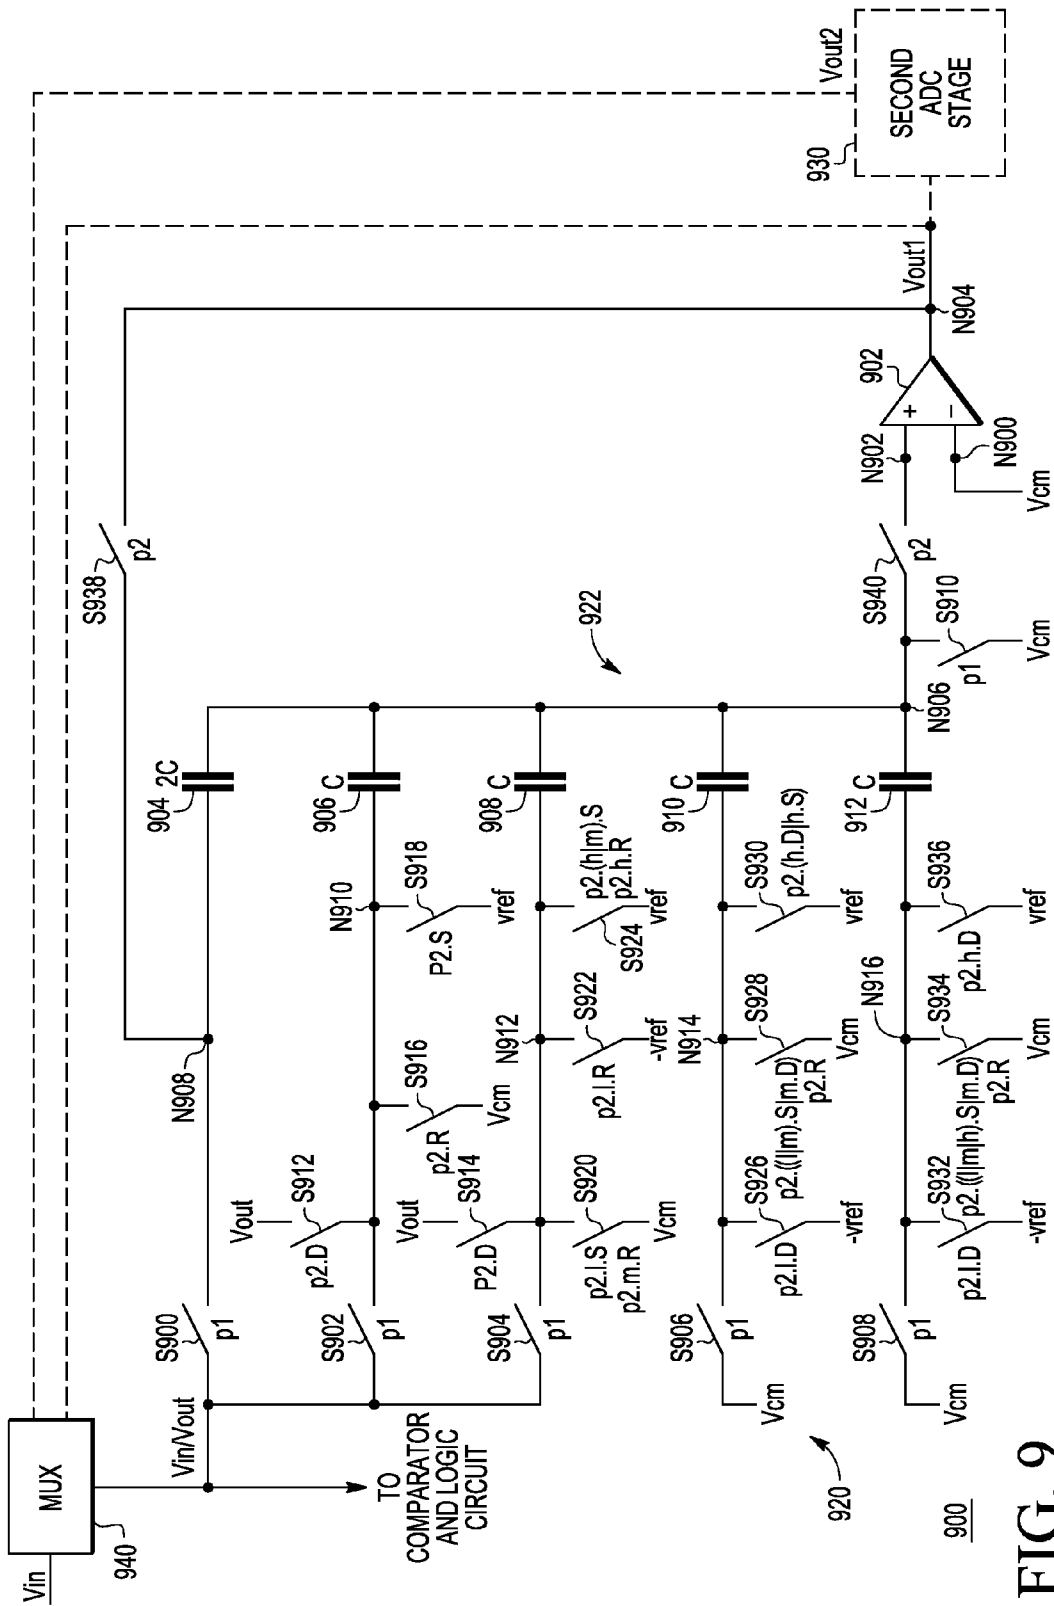 Vin
MUX
940
Vin/Vout
TO
COMPARATOR
AND LOGIC
CIRCUIT
S938
p2
Vout2
930
SECOND
ADC
STAGE
Vout1
N904
902
+
−
N902
N900
Vcm
S940
p2
S910
p1
Vcm
N906
922
S900
p1
N908
904
2C
S902
p1
Vout
S912
p2.D
S916
p2.R
Vcm
N910
S918
P2.S
vref
906
C
S904
p1
Vout
S914
P2.D
S920
p2.l.S
p2.m.R
Vcm
N912
S922
p2.l.R
-vref
p2.(h|m).S
p2.h.R
S924
vref
908
C
S906
p1
Vcm
S926
p2.l.D
-vref
N914
S928
p2.((l|m).S|m.D)
p2.R
Vcm
S930
p2.(h.D|h.S)
vref
910
C
S908
p1
Vcm
S932
p2.l.D
-vref
N916
S934
p2.((l|m|h).S|m.D)
p2.R
Vcm
S936
p2.h.D
vref
912
C
920
900
FIG. 9